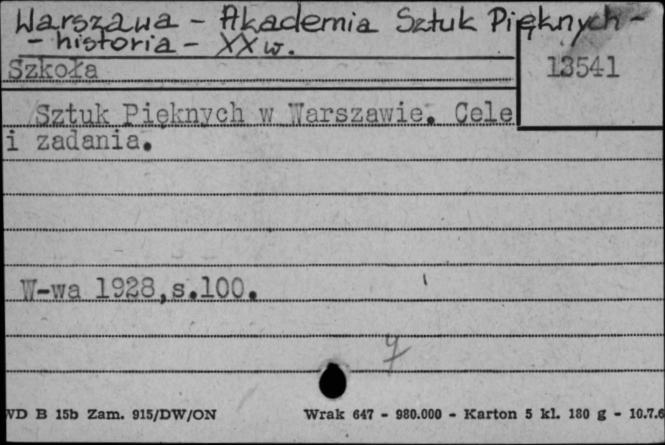 Warszawa - Akademia Sztuk Pięknych -
- historia - XX w.
Szkoła
13541
Sztuk Pięknych w Warszawie. Cele
i zadania.
W-wa 1928,s.100.
7
WD B 15b Zam. 915/DW/ON
Wrak 647 - 980.000 - Karton 5 kl. 180 g - 10.7.6